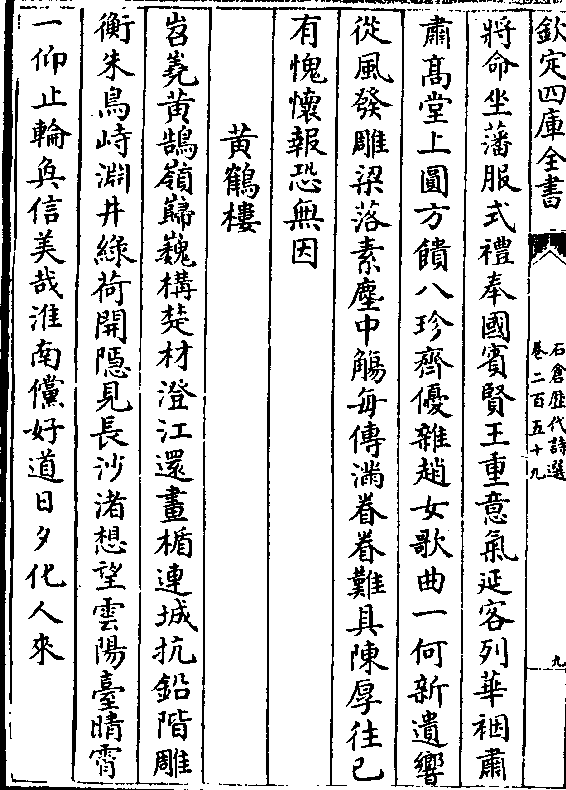 欽定四庫全書
石倉歷代詩選
卷二百五十九
九
將命坐藩服式禮奉國賓賢王重意氣延客列華裀肅
肅髙堂上圓方饋八珍齊優雜趙女歌曲一何新遺響
從風發雕梁落素塵中觴每傳滿眷眷難具陳厚往已
有愧懷報恐無因
黄鶴樓
岧嶤黄鵠嶺巋巍構楚材澄江還畫楯連城抗鉛階雕
衡朱鳥峙淵井緑荷開隱見長沙渚想望雲陽臺晴霄
一仰止輪奐信美哉淮南儻好道日夕化人來